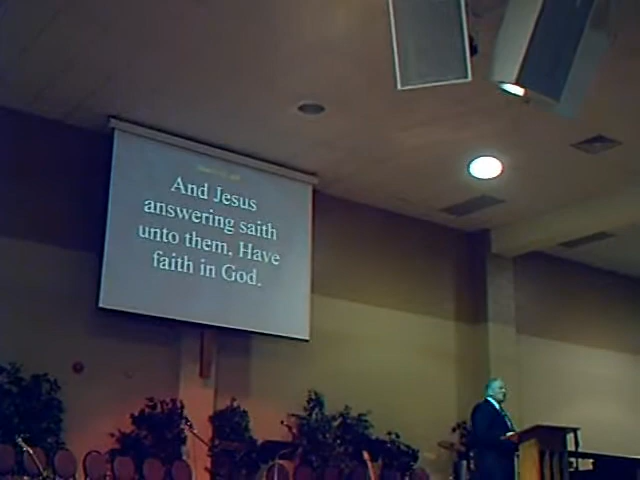 And Jesus
answering saith
unto them, Have
faith in God.